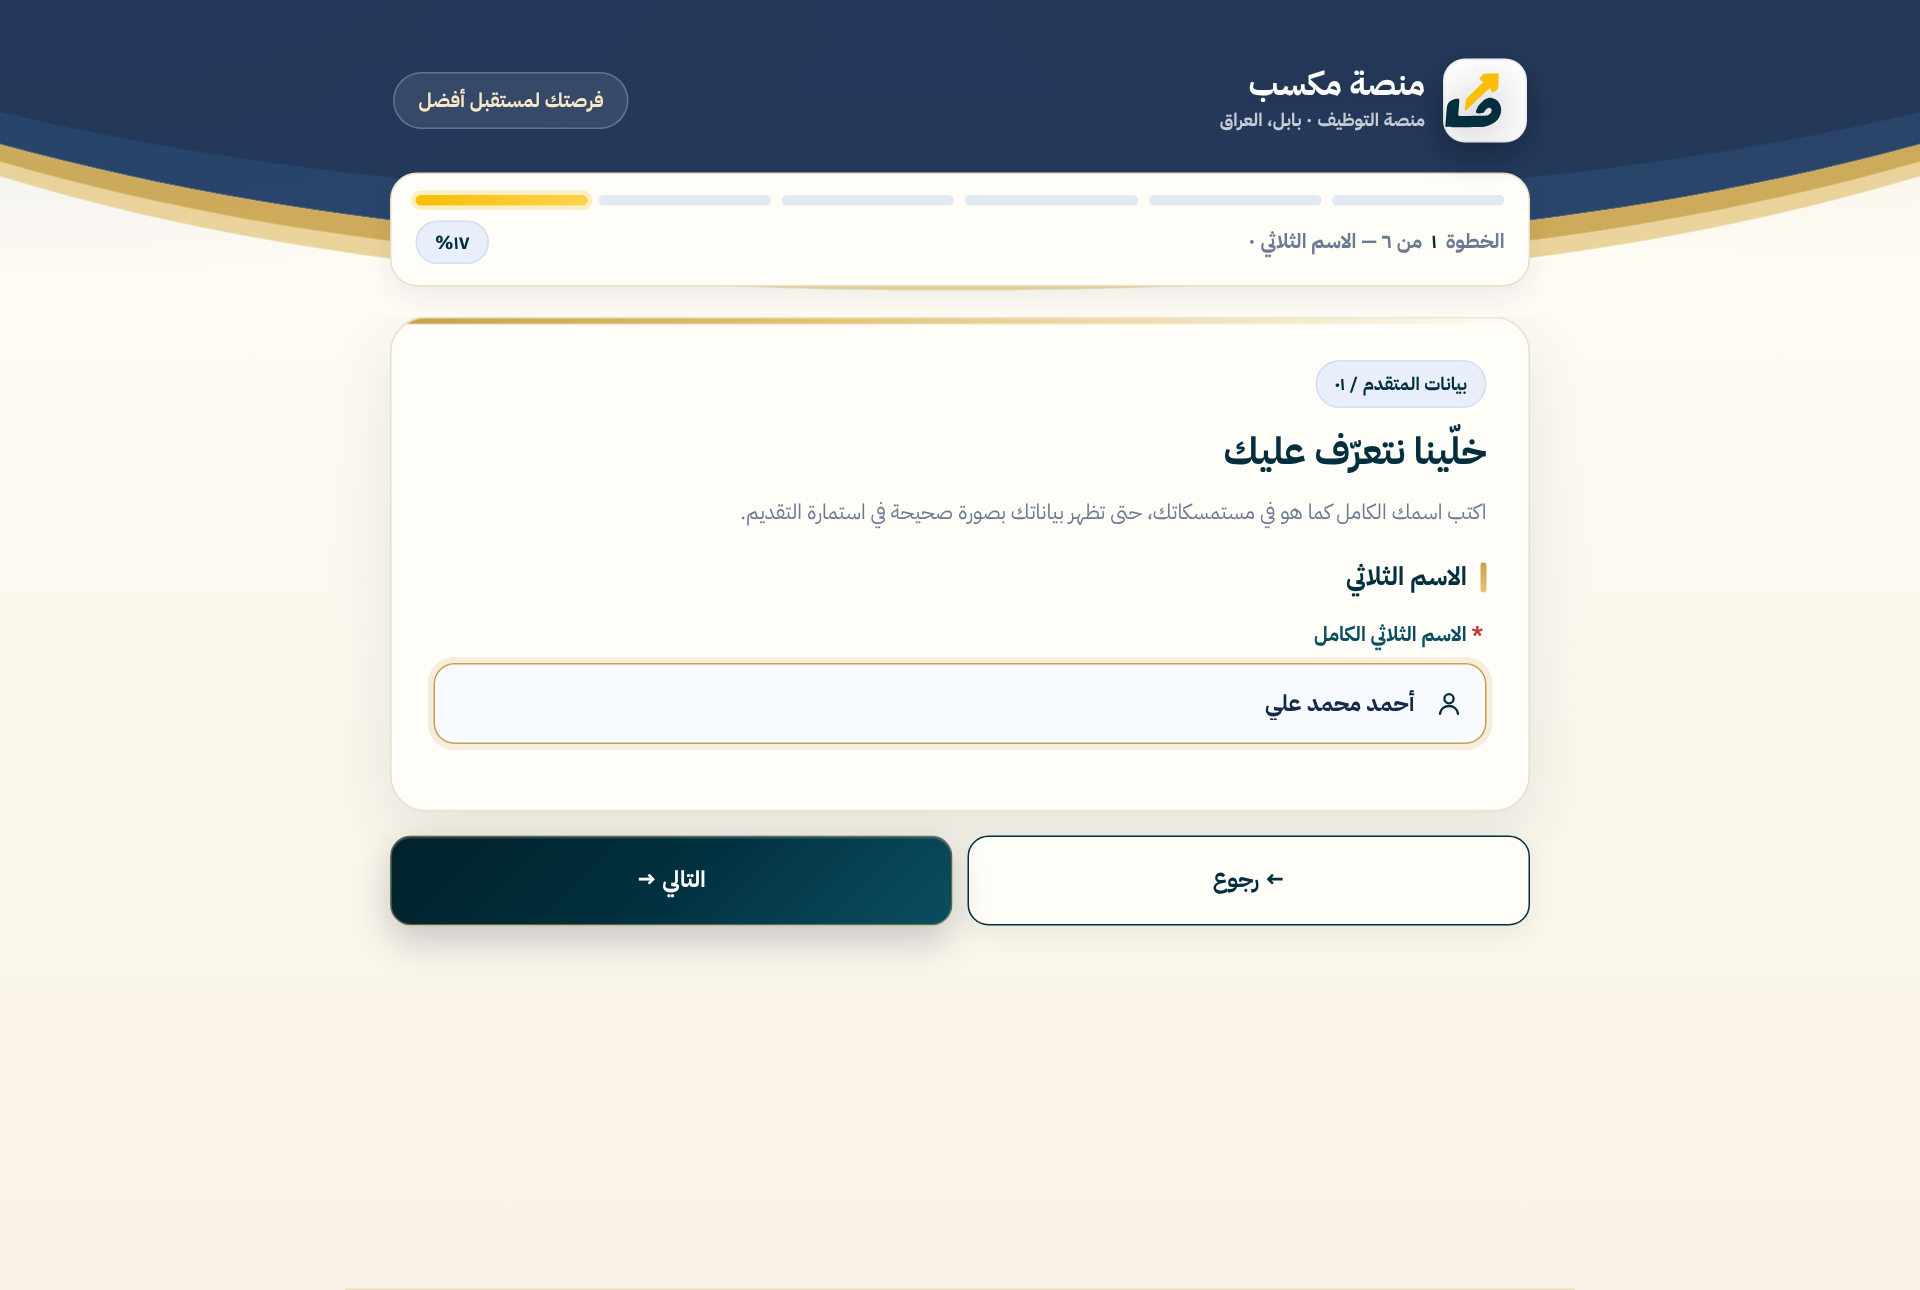 منصة مكسب
منصة التوظيف · بابل، العراق
فرصتك لمستقبل أفضل
الخطوة ١ من ٦ — الاسم الثلاثي ·
١٧%
بيانات المتقدم / ٠١
خلّينا نتعرّف عليك
اكتب اسمك الكامل كما هو في مستمسكاتك، حتى تظهر بياناتك بصورة صحيحة في استمارة التقديم.
الاسم الثلاثي
* الاسم الثلاثي الكامل
أحمد محمد علي
← رجوع
التالي →